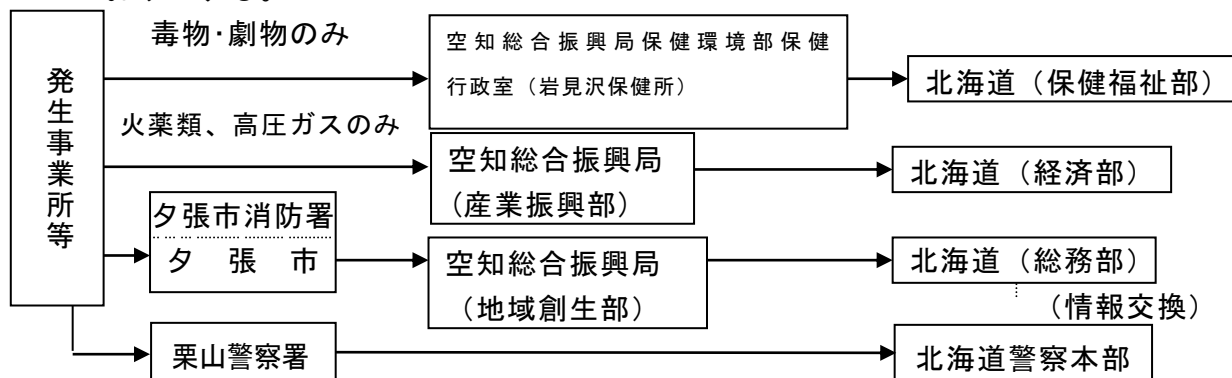 毒物・劇物のみ
空知総合振興局保健環境部保健
行政室（岩見沢保健所）
北海道（保健福祉部）
発生事業所等
火薬類、高圧ガスのみ
空知総合振興局
（産業振興部）
北海道（経済部）
夕張市消防署
夕張市
空知総合振興局
（地域創生部）
北海道（総務部）
（情報交換）
栗山警察署
北海道警察本部